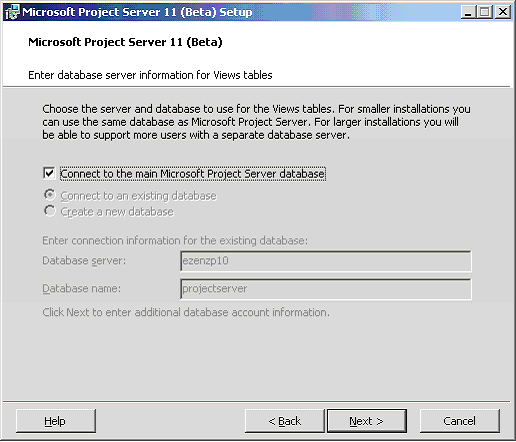 Microsoft Project Server 11 (Beta) Setup
Microsoft Project Server 11 (Beta)
Enter database server information for Views tables
Choose the server and database to use for the Views tables. For smaller installations you
can use the same database as Microsoft Project Server. For larger installations you will
be able to support more users with a separate database server.
Connect to the main Microsoft Project Server database
Connect to an existing database
Create a new database
Enter connection information for the existing database:
Database server: ezenzp10
Database name: projectserver
Click Next to enter additional database account information.
Help < Back Next > Cancel